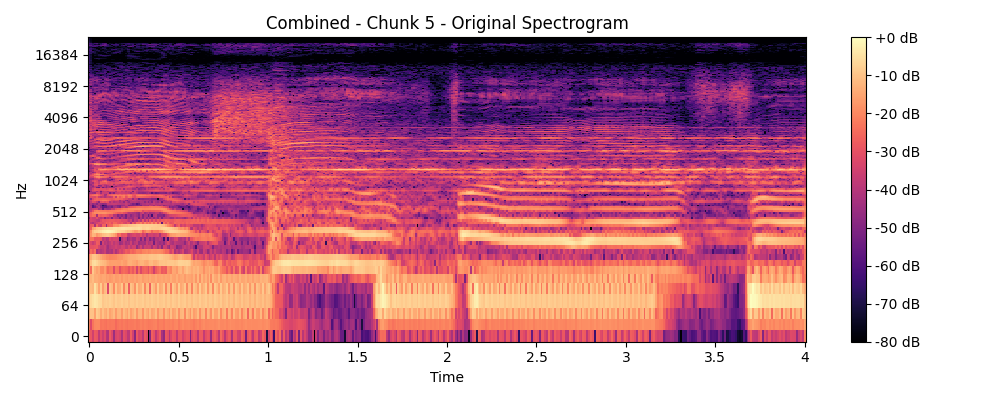 Combined - Chunk 5 - Original Spectrogram
Hz
16384
8192
4096
2048
1024
512
256
128
64
0
0
0.5
1
1.5
2
2.5
3
3.5
4
Time
+0 dB
-10 dB
-20 dB
-30 dB
-40 dB
-50 dB
-60 dB
-70 dB
-80 dB